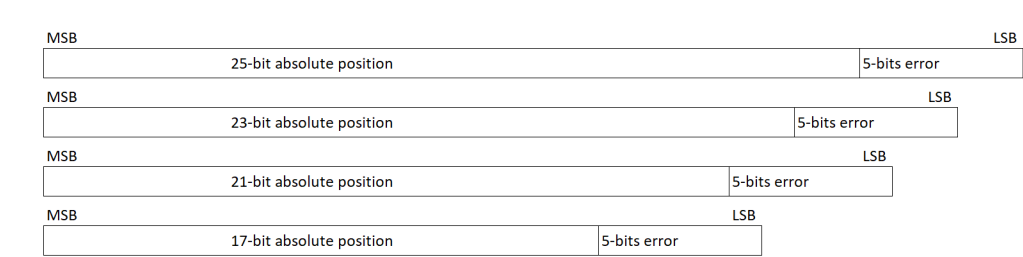 MSB LSB
25-bit absolute position 5-bits error
MSB LSB
23-bit absolute position 5-bits error
MSB LSB
21-bit absolute position 5-bits error
MSB LSB
17-bit absolute position 5-bits error